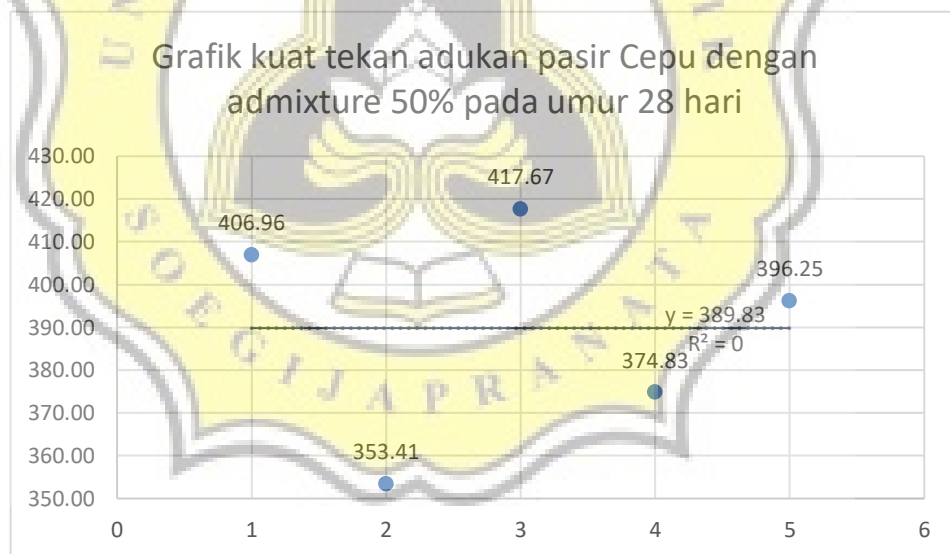 Grafik kuat tekan adukan pasir Cepu dengan
admixture 50% pada umur 28 hari
430.00
420.00
410.00
400.00
390.00
380.00
370.00
360.00
350.00
406.96
353.41
417.67
374.83
396.25
y = 389.83
R² = 0
0 1 2 3 4 5 6
SOEGIJAPRANATA